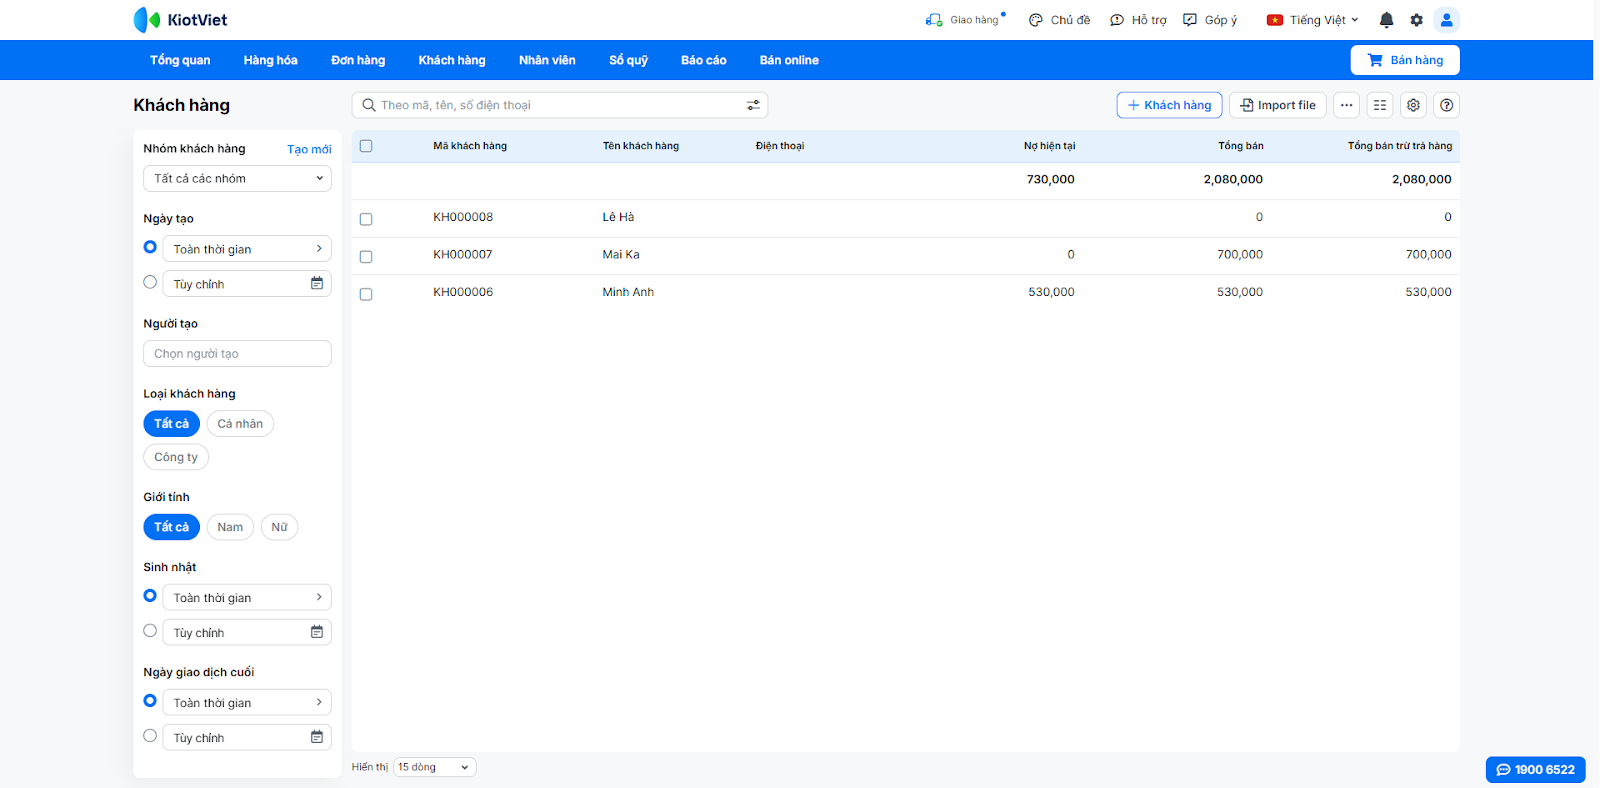 KiotViet
Giao hàng Chủ đề Hỗ trợ Góp ý Tiếng Việt
Tổng quan Hàng hóa Đơn hàng Khách hàng Nhân viên Sổ quỹ Báo cáo Bán online Bán hàng
Khách hàng
Theo mã, tên, số điện thoại
Khách hàng Import file
Nhóm khách hàng Tạo mới
Tất cả các nhóm
Ngày tạo
Toàn thời gian
Tùy chỉnh
Người tạo
Chọn người tạo
Loại khách hàng
Tất cả Cá nhân
Công ty
Giới tính
Tất cả Nam Nữ
Sinh nhật
Toàn thời gian
Tùy chỉnh
Ngày giao dịch cuối
Toàn thời gian
Tùy chỉnh
Mã khách hàng Tên khách hàng Điện thoại Nợ hiện tại Tổng bán Tổng bán trừ trả hàng
730,000 2,080,000 2,080,000
KH000008 Lê Hà 0 0
KH000007 Mai Ka 0 700,000 700,000
KH000006 Minh Anh 530,000 530,000 530,000
Hiển thị 15 dòng
1900 6522